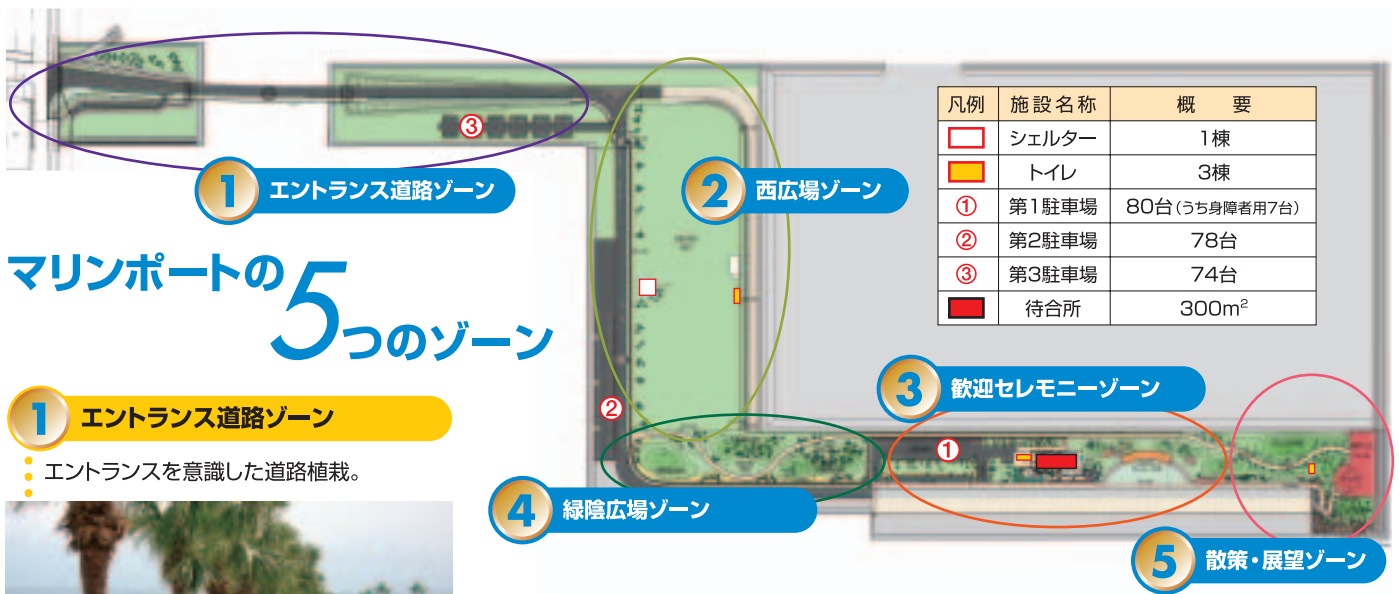 ③
1 エントランス道路ゾーン
2 西広場ゾーン
凡例 施設名称 概 要
シェルター 1棟
トイレ 3棟
① 第1駐車場 80台(うち身障者用7台)
② 第2駐車場 78台
③ 第3駐車場 74台
待合所 300m²
マリンポートの
5つのゾーン
3 歓迎セレモニーゾーン
②
①
1 エントランス道路ゾーン
エントランスを意識した道路植栽。
4 緑陰広場ゾーン
5 散策・展望ゾーン